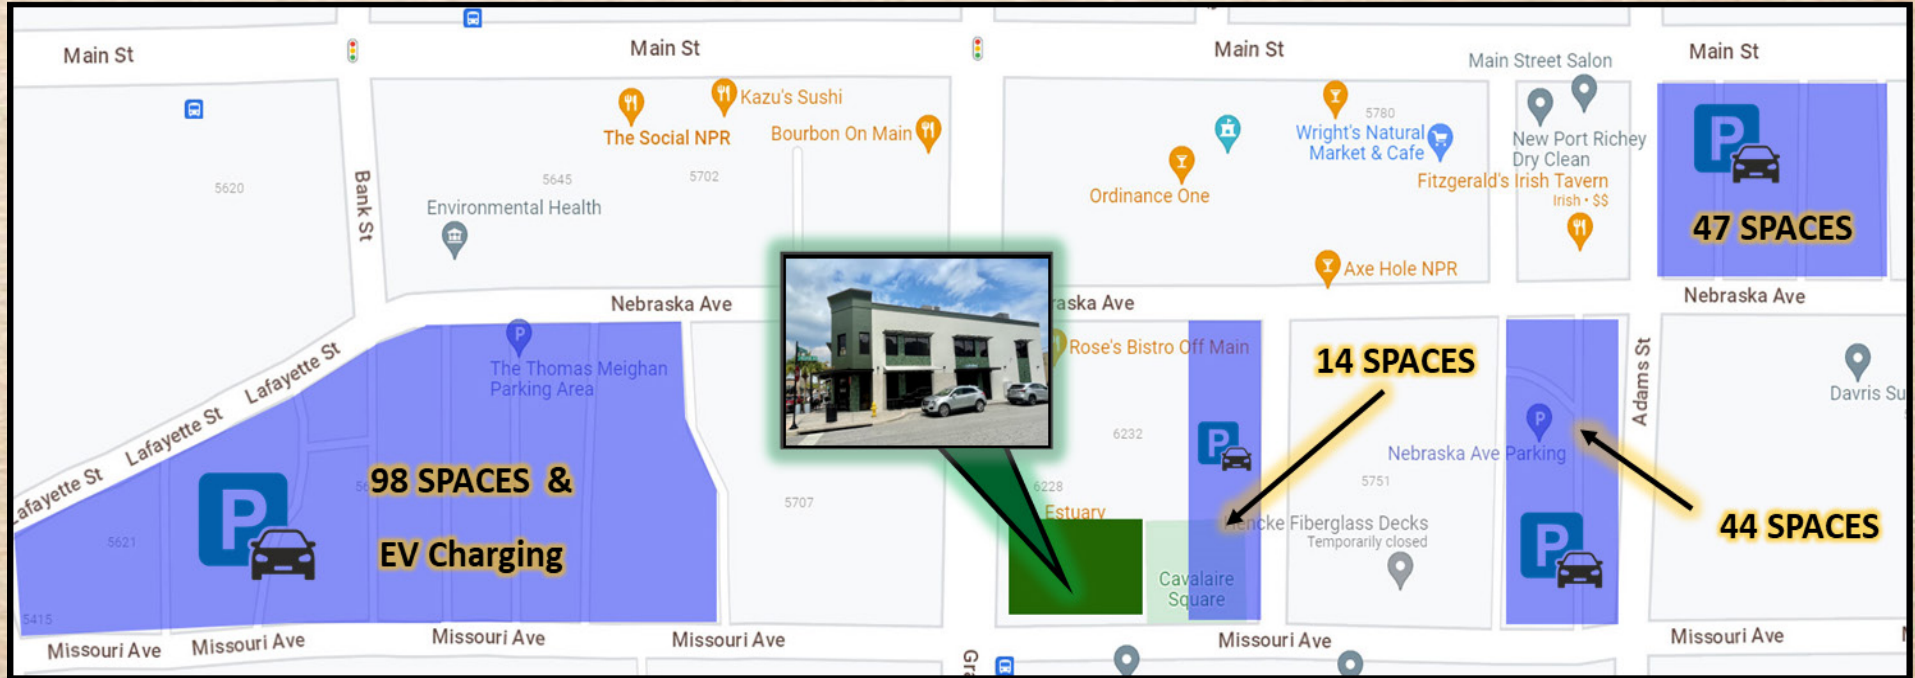 Main St
Main St
Main St
Main St
Main Street Salon
Kazu's Sushi
The Social NPR
Bourbon On Main
5780
Wright's Natural
Market & Cafe
New Port Richey
Dry Clean
Fitzgerald's Irish Tavern
Irish • $$
Ordinance One
5620
5645
5702
Bank St
Environmental Health
P
47 SPACES
Axe Hole NPR
Nebraska Ave
raska Ave
Nebraska Ave
P
The Thomas Meighan
Parking Area
Rose's Bistro Off Main
14 SPACES
Lafayette St
Lafayette St
afayette St
Adams St
Davris Su
6232
P
P
Nebraska Ave Parking
98 SPACES &
EV Charging
P
5621
5707
6228
Estuary
5751
encke Fiberglass Decks
Temporarily closed
44 SPACES
P
Cavalaire
Square
5415
Missouri Ave
Missouri Ave
Missouri Ave
Missouri Ave
Missouri Ave
Missouri Ave
Gra